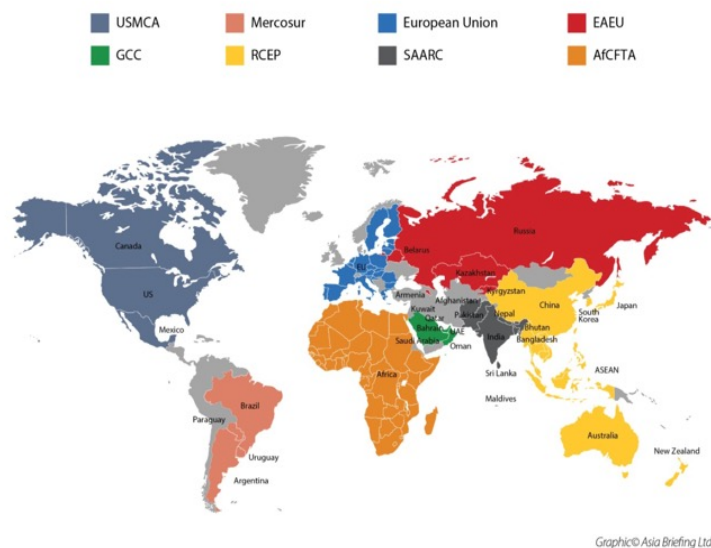 USMCA
Mercosur
European Union
EAEU
GCC
RCEP
SAARC
AfCFTA
Canada
US
Mexico
Brazil
Paraguay
Uruguay
Argentina
EU
Belarus
Russia
Kazakhstan
Kyrgyzstan
Armenia
Afghanistan
Kuwait
Qatar
Pakistan
Nepal
China
Japan
South
Korea
Bahrain
UAE
Bhutan
Saudi Arabia
Oman
India
Bangladesh
Africa
Sri Lanka
ASEAN
Maldives
Australia
New Zealand
Graphic© Asia Briefing Ltd